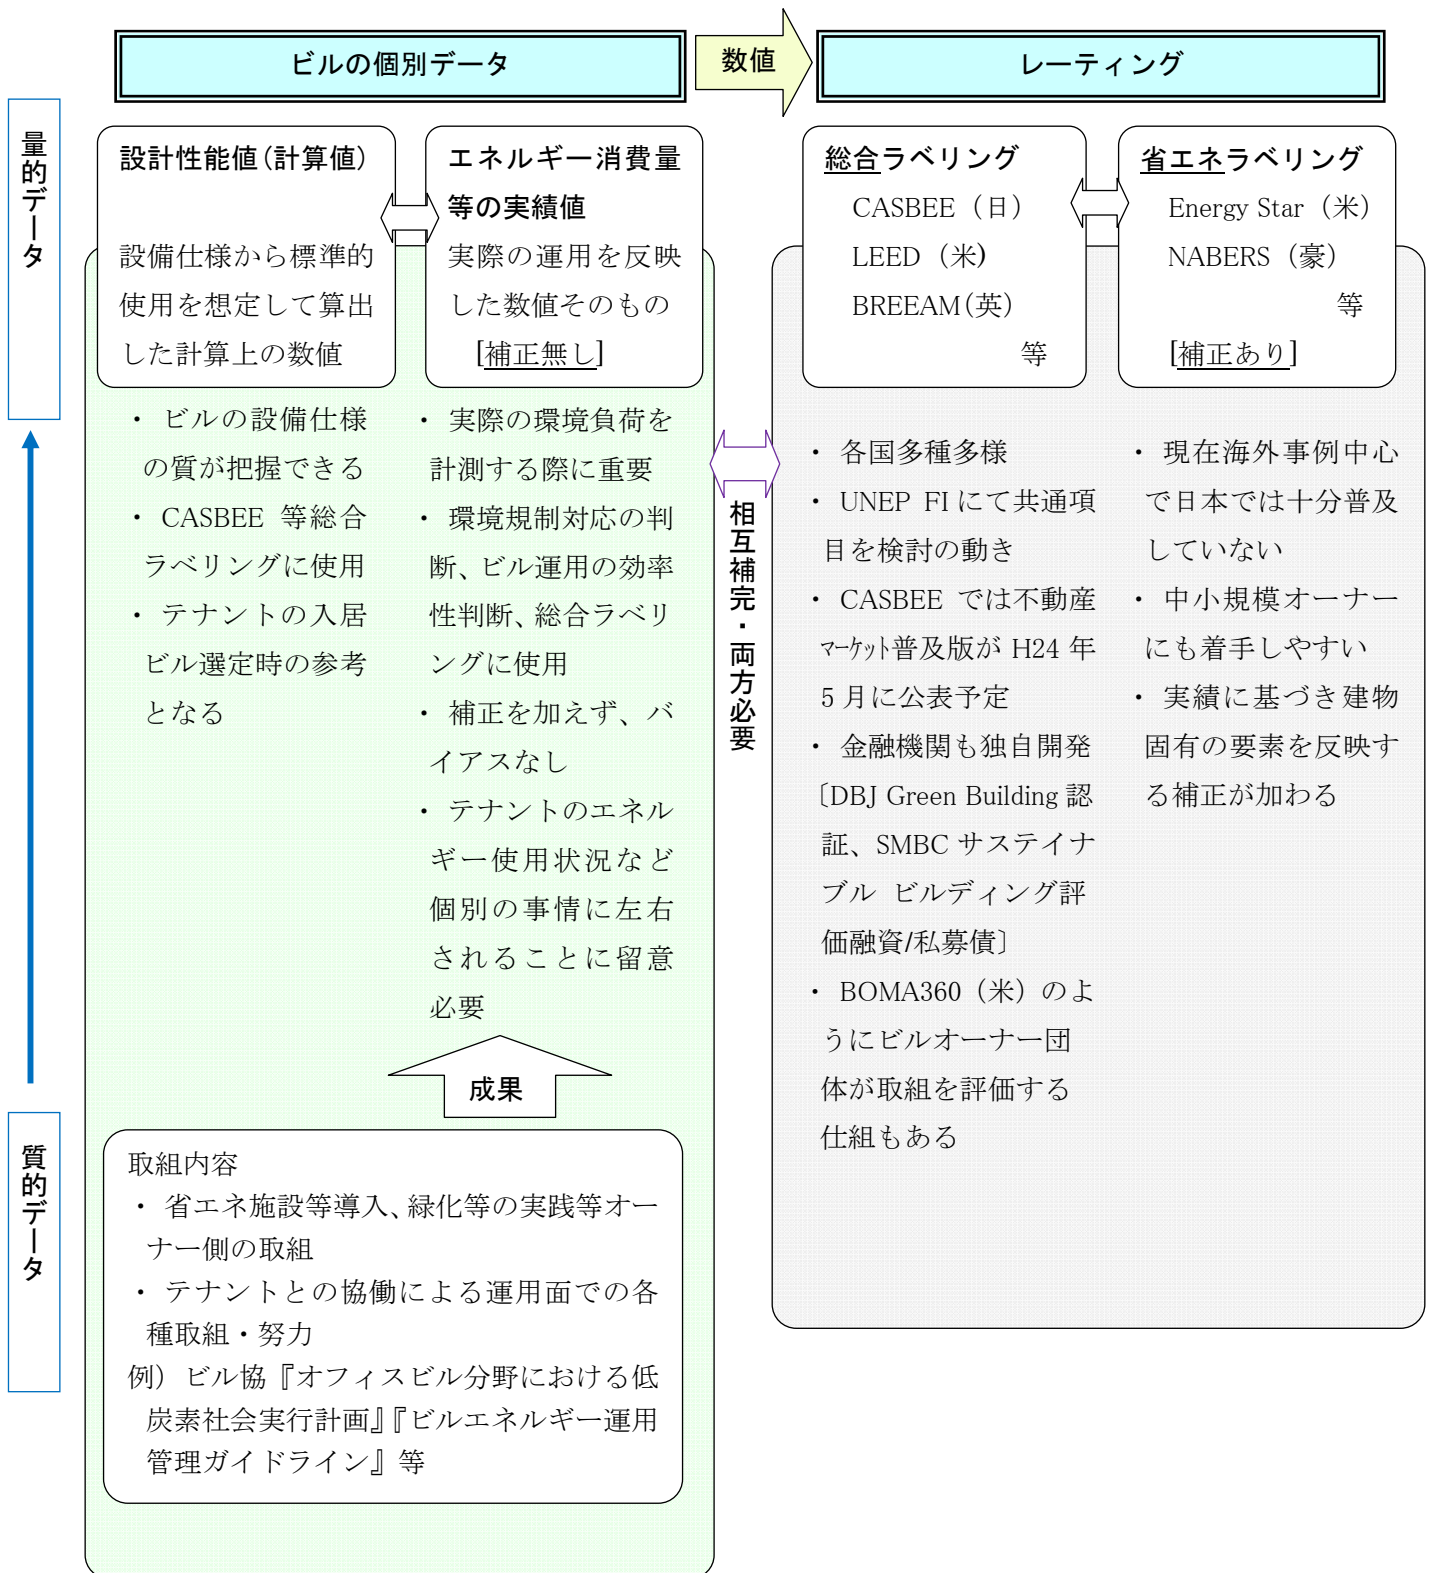 ビルの個別データ
数値
レーティング
量的データ
設計性能値(計算値)
設備仕様から標準的
使用を想定して算出
した計算上の数値
エネルギー消費量
等の実績値
実際の運用を反映
した数値そのもの
[補正無し]
総合ラベリング
CASBEE（日）
LEED（米)
BREEAM(英)
等
省エネラベリング
Energy Star（米）
NABERS（豪）
等
[補正あり]
・ ビルの設備仕様
の質が把握できる
・ CASBEE 等総合
ラベリングに使用
・ テナントの入居
ビル選定時の参考
となる
・ 実際の環境負荷を
計測する際に重要
・ 環境規制対応の判
断、ビル運用の効率
性判断、総合ラベリ
ングに使用
・ 補正を加えず、バ
イアスなし
・ テナントのエネル
ギー使用状況など
個別の事情に左右
されることに留意
必要
相互補完・両方必要
・ 各国多種多様
・ UNEP FI にて共通項
目を検討の動き
・ CASBEE では不動産
ﾏｰｹｯﾄ普及版が H24 年
5 月に公表予定
・ 金融機関も独自開発
〔DBJ Green Building 認
証、SMBC サステイナ
ブル ビルディング評
価融資/私募債〕
・ BOMA360（米）のよ
うにビルオーナー団
体が取組を評価する
仕組もある
・ 現在海外事例中心
で日本では十分普及
していない
・ 中小規模オーナー
にも着手しやすい
・ 実績に基づき建物
固有の要素を反映す
る補正が加わる
成果
質的データ
取組内容
・ 省エネ施設等導入、緑化等の実践等オー
ナー側の取組
・ テナントとの協働による運用面での各
種取組・努力
例）ビル協『オフィスビル分野における低
炭素社会実行計画』『ビルエネルギー運用
管理ガイドライン』等